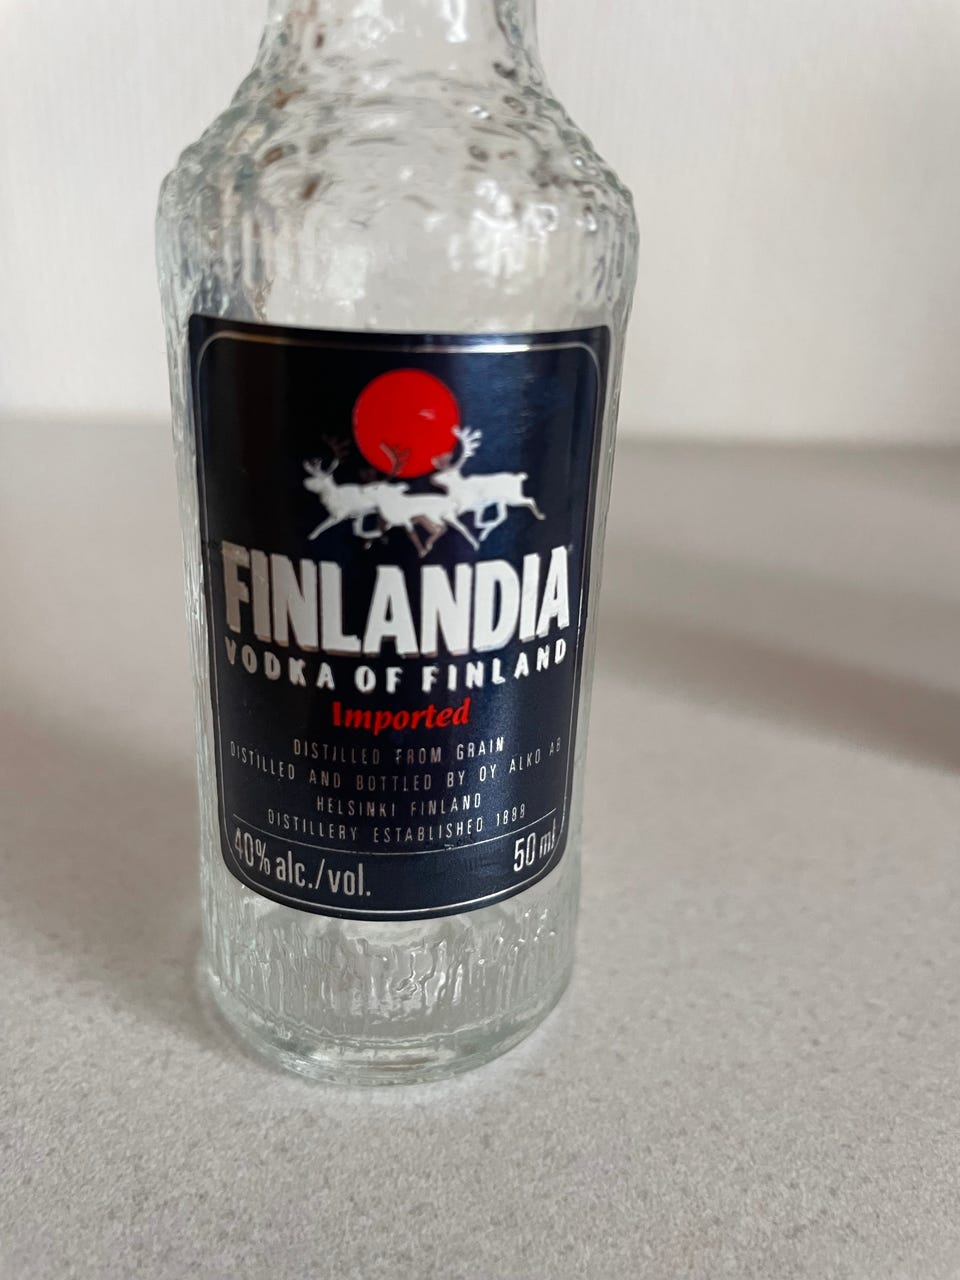 FINLANDIA
VODKA OF FINLAND
Imported
DISTILLED FROM GRAIN
DISTILLED AND BOTTLED BY OY ALKO AB
HELSINKI FINLAND
DISTILLERY ESTABLISHED 1888
40% alc./vol. 50 ml